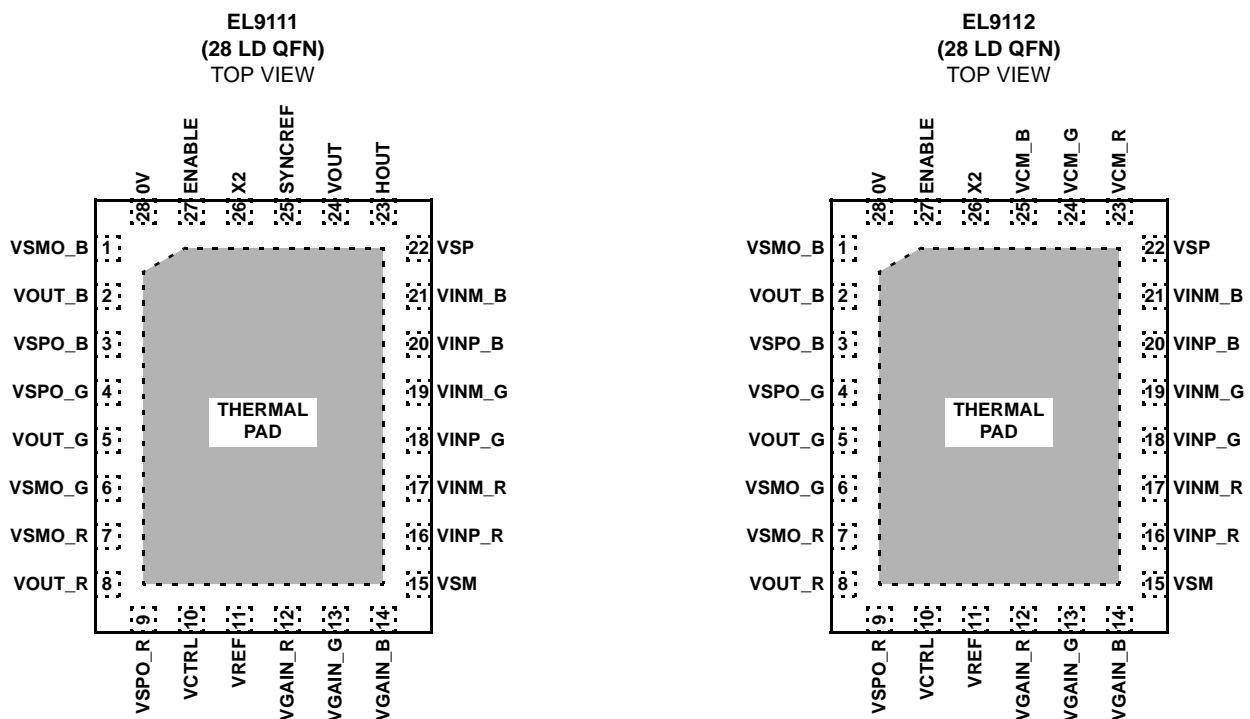 EL9111
(28 LD QFN)
TOP VIEW
28 0V
27 ENABLE
26 X2
25 SYNCREF
24 VOUT
23 HOUT
VSMO_B 1
VOUT_B 2
VSPO_B 3
VSPO_G 4
VOUT_G 5
VSMO_G 6
VSMO_R 7
VOUT_R 8
THERMAL
PAD
22 VSP
21 VINM_B
20 VINP_B
19 VINM_G
18 VINP_G
17 VINM_R
16 VINP_R
15 VSM
VSPO_R 9
VCTRL 10
VREF 11
VGAIN_R 12
VGAIN_G 13
VGAIN_B 14
EL9112
(28 LD QFN)
TOP VIEW
28 0V
27 ENABLE
26 X2
25 VCM_B
24 VCM_G
23 VCM_R
VSMO_B 1
VOUT_B 2
VSPO_B 3
VSPO_G 4
VOUT_G 5
VSMO_G 6
VSMO_R 7
VOUT_R 8
THERMAL
PAD
22 VSP
21 VINM_B
20 VINP_B
19 VINM_G
18 VINP_G
17 VINM_R
16 VINP_R
15 VSM
VSPO_R 9
VCTRL 10
VREF 11
VGAIN_R 12
VGAIN_G 13
VGAIN_B 14